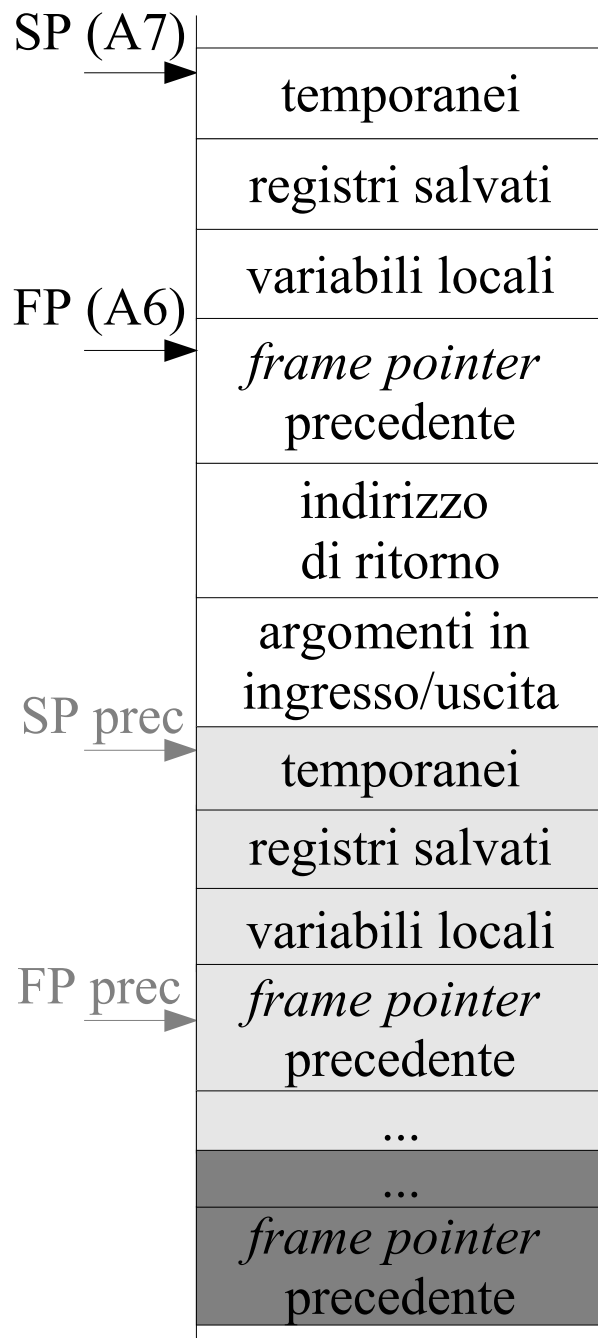 SP (A7)
temporanei
registri salvati
variabili locali
FP (A6)
frame pointer
precedente
indirizzo
di ritorno
argomenti in
ingresso/uscita
SP prec
temporanei
registri salvati
variabili locali
FP prec
frame pointer
precedente
...
...
frame pointer
precedente